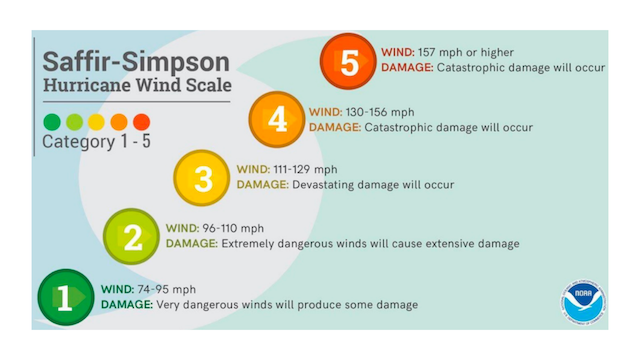 Saffir-Simpson
Hurricane Wind Scale
Category 1 - 5
5
WIND: 157 mph or higher
DAMAGE: Catastrophic damage will occur
4
WIND: 130-156 mph
DAMAGE: Catastrophic damage will occur
3
WIND: 111-129 mph
DAMAGE: Devastating damage will occur
2
WIND: 96-110 mph
DAMAGE: Extremely dangerous winds will cause extensive damage
1
WIND: 74-95 mph
DAMAGE: Very dangerous winds will produce some damage
NOAA